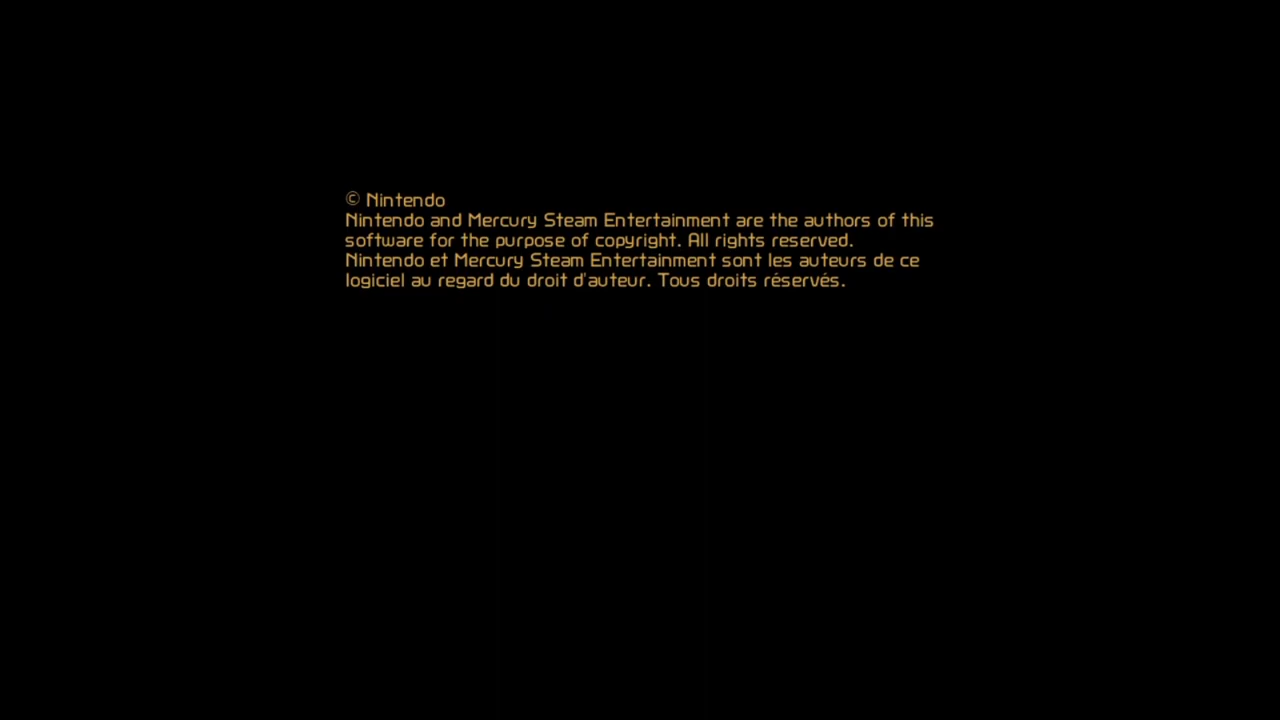 © Nintendo
Nintendo and Mercury Steam Entertainment are the authors of this
software for the purpose of copyright. All rights reserved.
Nintendo et Mercury Steam Entertainment sont les auteurs de ce
logiciel au regard du droit d'auteur. Tous droits réservés.